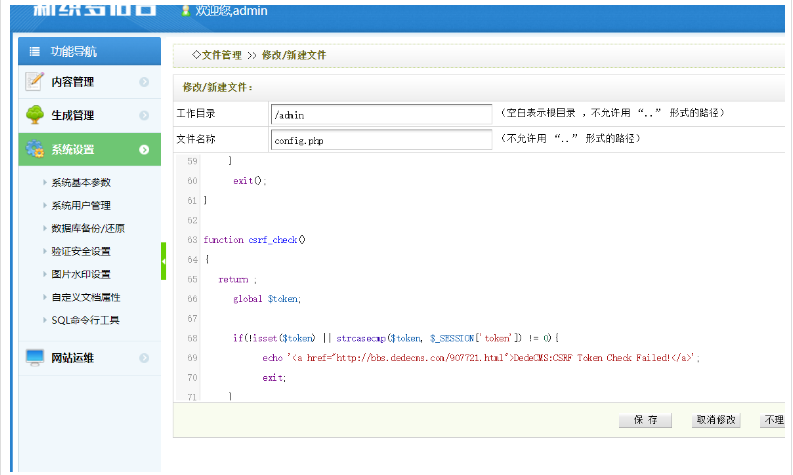 欢迎您,admin
功能导航
内容管理
生成管理
系统设置
系统基本参数
系统用户管理
数据库备份/还原
验证安全设置
图片水印设置
自定义文档属性
SQL命令行工具
网站运维
◇文件管理 >> 修改/新建文件
修改/新建文件：
工作目录 /admin （空白表示根目录 ，不允许用 “..” 形式的路径）
文件名称 config.php （不允许用 “..” 形式的路径）
59 }
60 exit();
61 }
62
63 function csrf_check()
64 {
65 return ;
66 global $token;
67
68 if(!isset($token) || strcasecmp($token, $_SESSION['token']) != 0){
69 echo '<a href="http://bbs.dedecms.com/907721.html">DedeCMS:CSRF Token Check Failed!</a>';
70 exit;
71 }
保 存 取消修改 不理